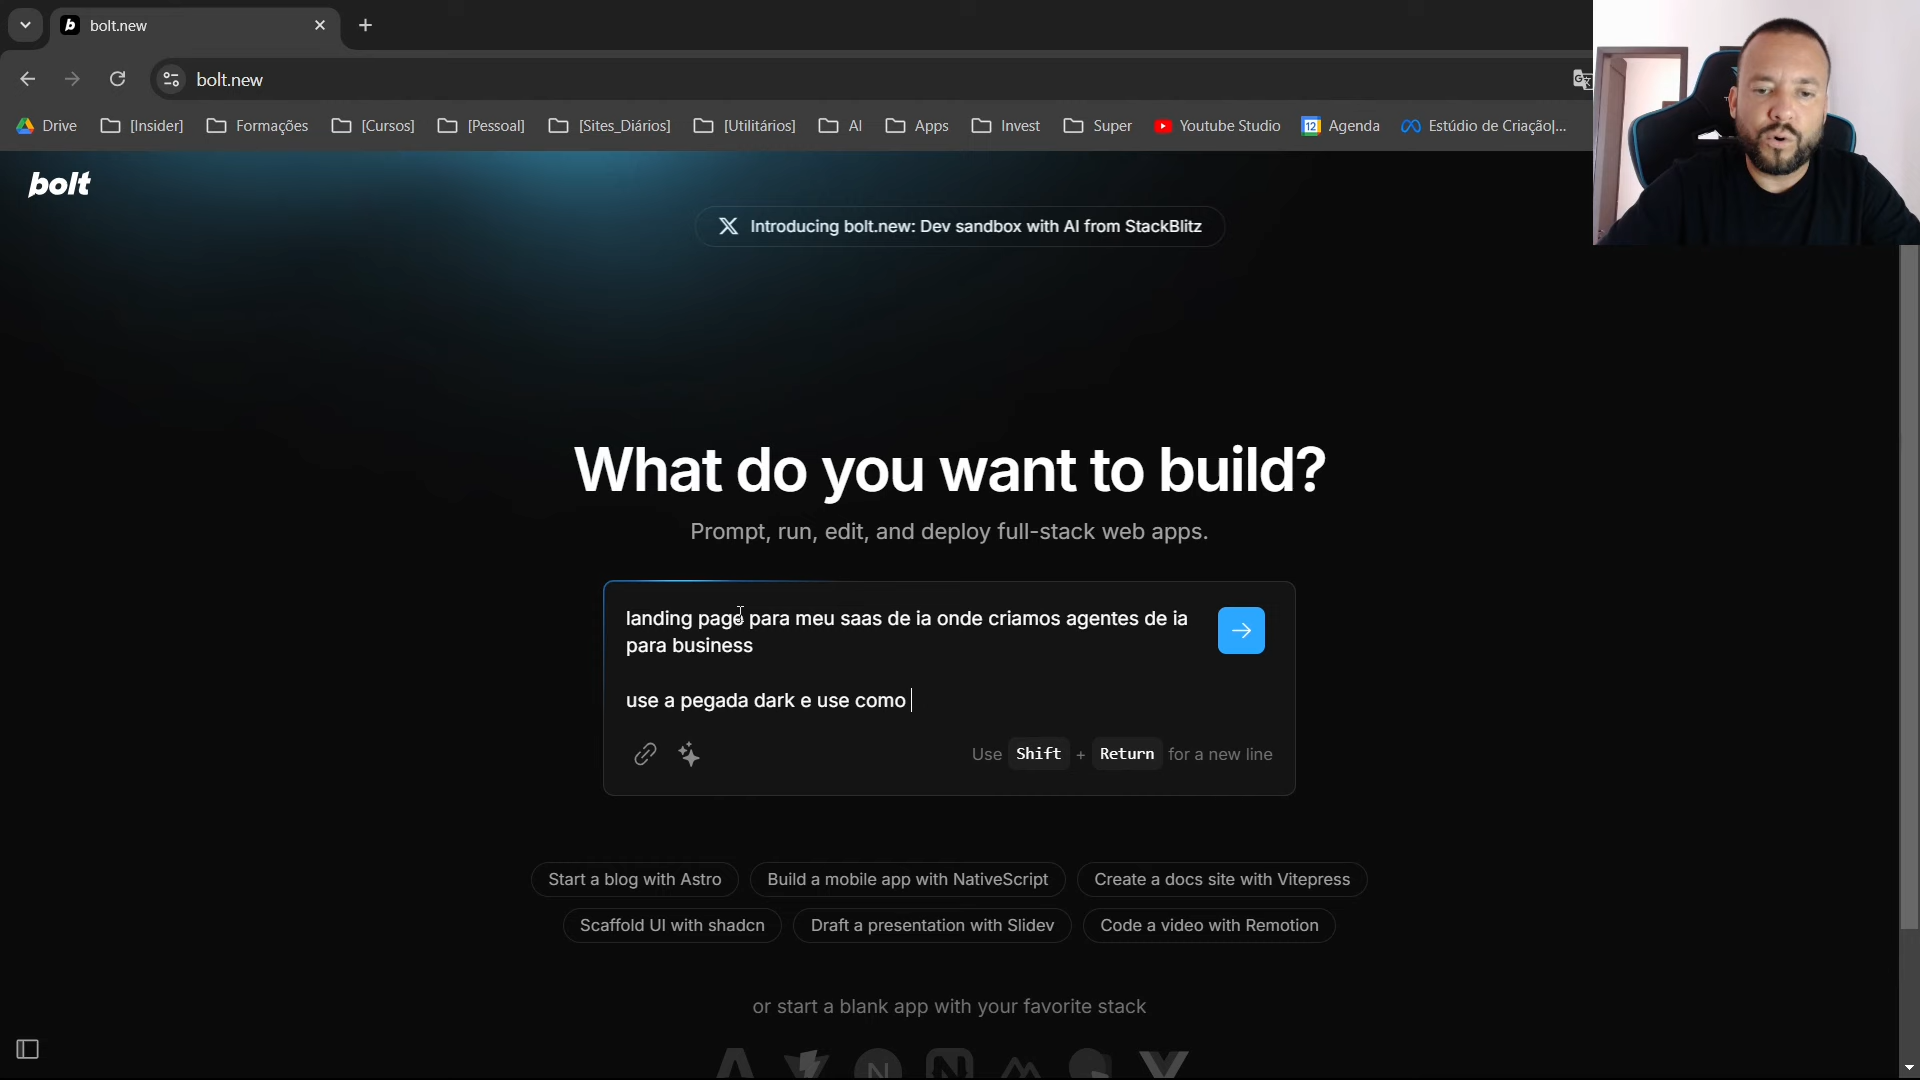 bolt.new
bolt.new
Drive [Insider] Formações [Cursos] [Pessoal] [Sites_Diários] [Utilitários] AI Apps Invest Super Youtube Studio 12 Agenda Estúdio de Criação|...
bolt
Introducing bolt.new: Dev sandbox with AI from StackBlitz
What do you want to build?
Prompt, run, edit, and deploy full-stack web apps.
landing page para meu saas de ia onde criamos agentes de ia
para business
use a pegada dark e use como
Use Shift + Return for a new line
Start a blog with Astro Build a mobile app with NativeScript Create a docs site with Vitepress
Scaffold UI with shadcn Draft a presentation with Slidev Code a video with Remotion
or start a blank app with your favorite stack